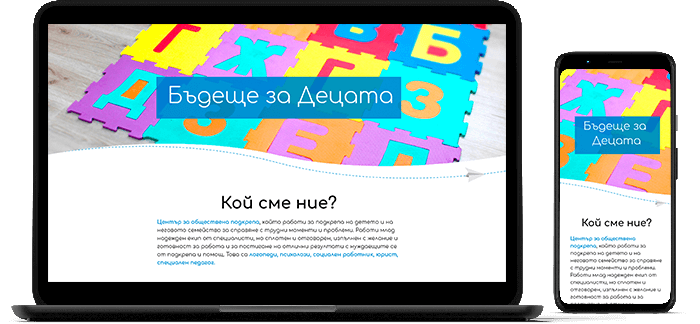 Бъдеще за Децата
Кой сме ние?
Център за обществена подкрепа, който работи за подкрепа на детето и на
неговото семейство за справяне с трудни моменти и проблеми. Работи млад
надежден екип от специалисти, но сплотен и отговорен, изпълнен с желание и
готовност за работа и за постигане на отлични резултати с нуждаещите се
от подкрепа и помощ. Това са логопеди, психолози, социален работник, юрист,
специален педагог.
Бъдеще за
Децата
Кой сме ние?
Център за обществена
подкрепа, който работи за
подкрепа на детето и на
неговото семейство за справяне
с трудни моменти и проблеми.
Работи млад надежден екип от
специалисти, но сплотен и
отговорен, изпълнен с желание и
готовност за работа и за